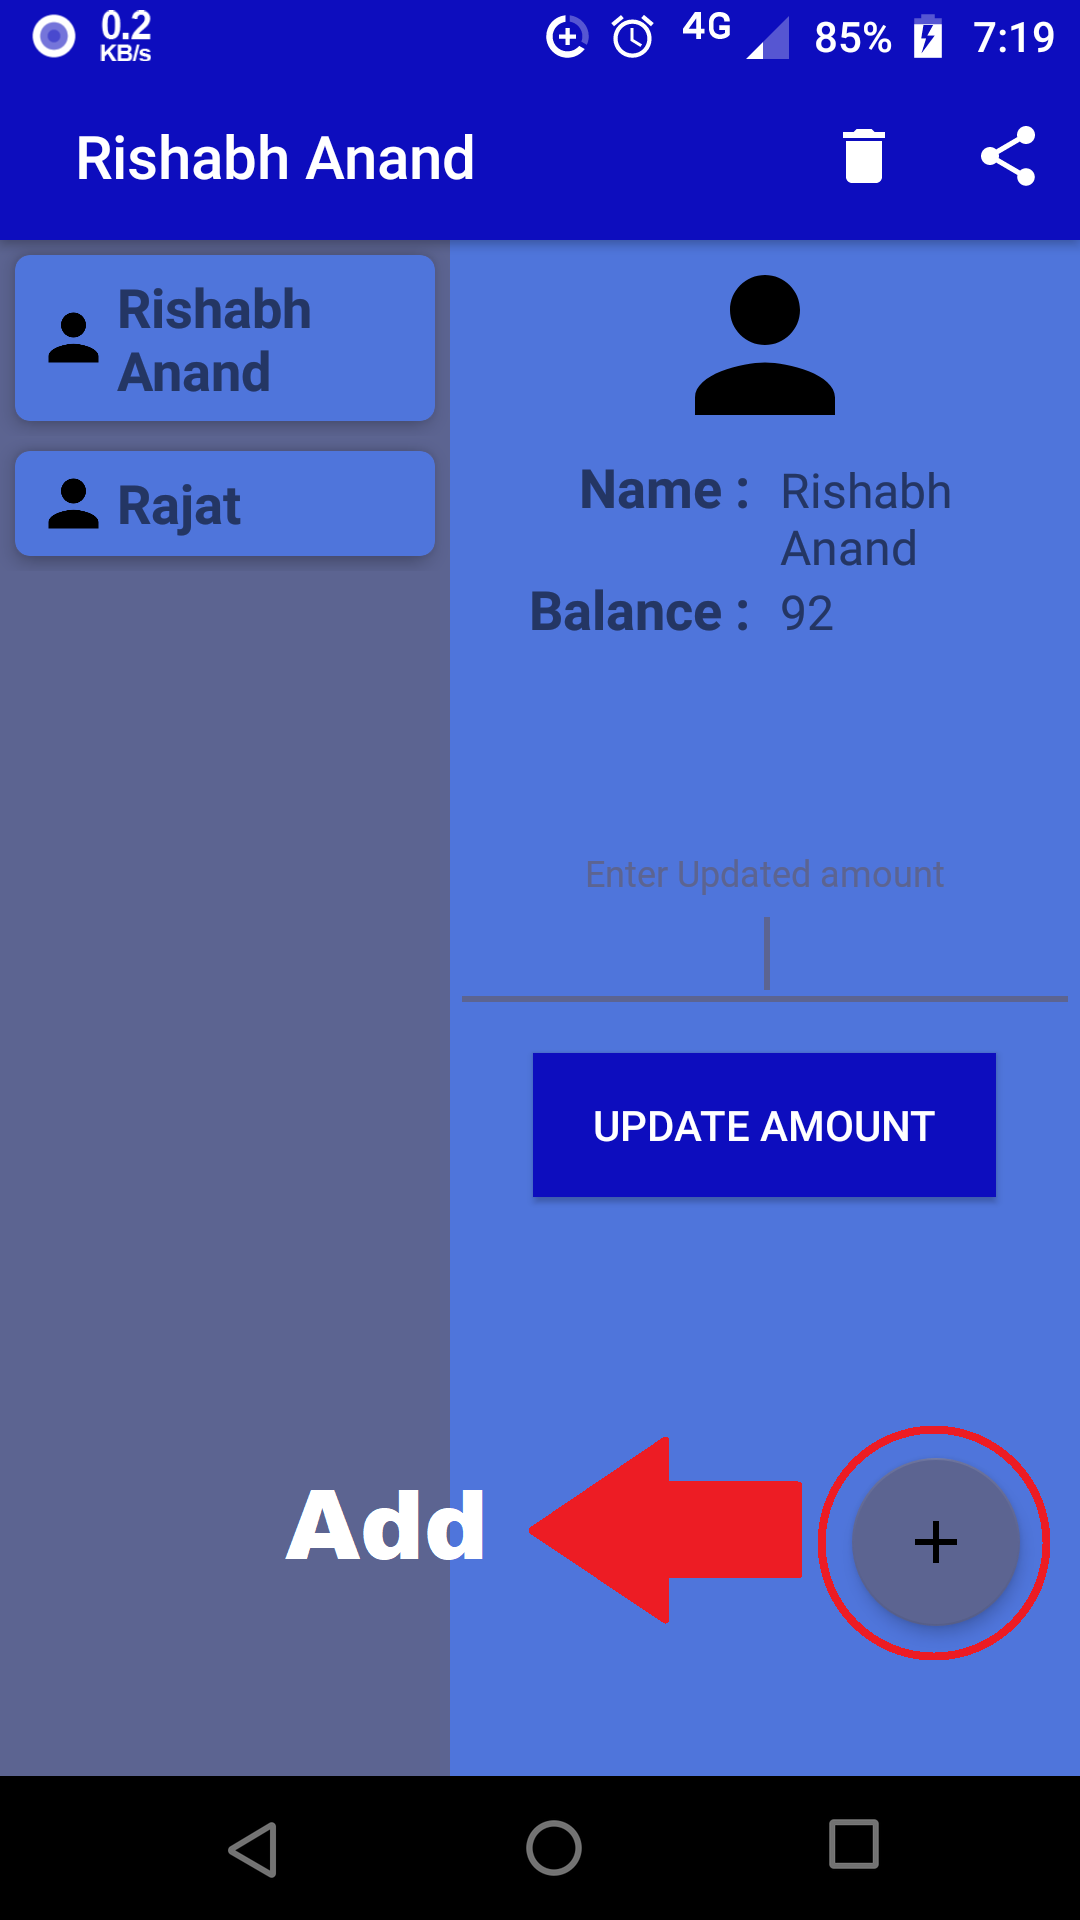 0.2
KB/s
4G
85%
7:19
Rishabh Anand
Rishabh
Anand
Rajat
Name : Rishabh
Anand
Balance : 92
Enter Updated amount
UPDATE AMOUNT
Add